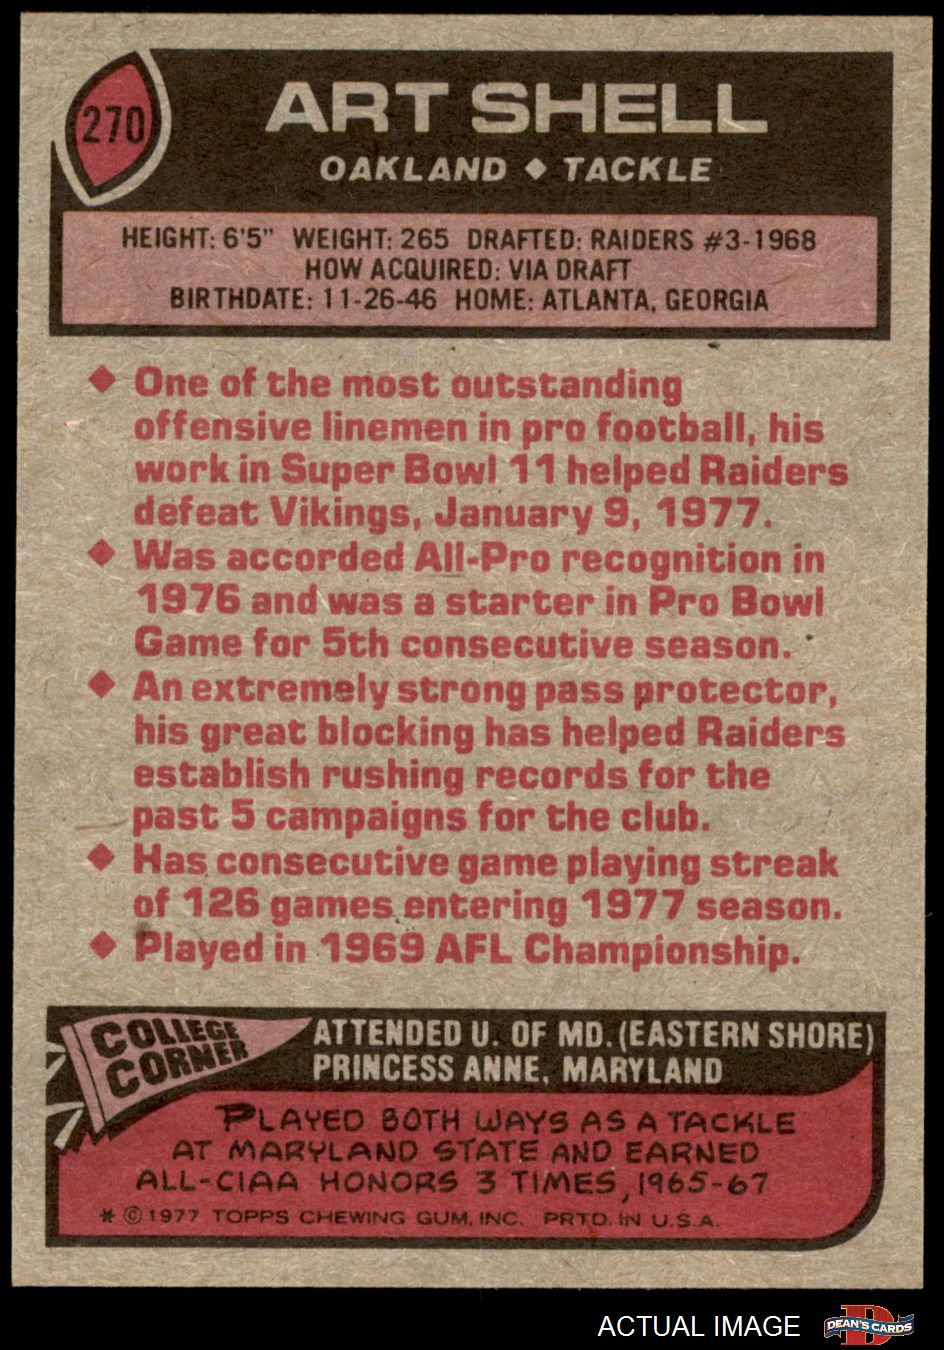 270
ART SHELL
OAKLAND ◆ TACKLE
HEIGHT: 6'5" WEIGHT: 265 DRAFTED: RAIDERS #3-1968
HOW ACQUIRED: VIA DRAFT
BIRTHDATE: 11-26-46 HOME: ATLANTA, GEORGIA
◆ One of the most outstanding
offensive linemen in pro football, his
work in Super Bowl 11 helped Raiders
defeat Vikings, January 9, 1977.
◆ Was accorded All-Pro recognition in
1976 and was a starter in Pro Bowl
Game for 5th consecutive season.
◆ An extremely strong pass protector,
his great blocking has helped Raiders
establish rushing records for the
past 5 campaigns for the club.
◆ Has consecutive game playing streak
of 126 games entering 1977 season.
◆ Played in 1969 AFL Championship.
COLLEGE
CORNER
ATTENDED U. OF MD. (EASTERN SHORE)
PRINCESS ANNE, MARYLAND
PLAYED BOTH WAYS AS A TACKLE
AT MARYLAND STATE AND EARNED
ALL-CIAA HONORS 3 TIMES, 1965-67
* © 1977 TOPPS CHEWING GUM, INC. PRTD. IN U.S.A.
ACTUAL IMAGE
D
DEAN'S CARDS